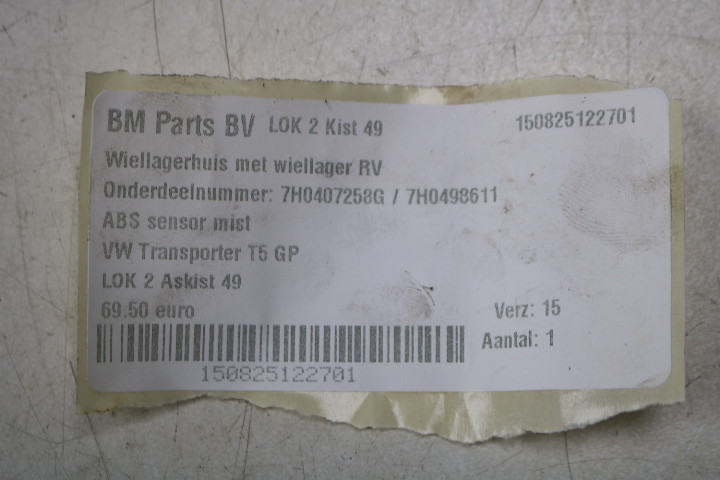 BM Parts BV LOK 2 Kist 49 150825122701
Wiellagerhuis met wiellager RV
Onderdeelnummer: 7H0407258G / 7H0498611
ABS sensor mist
VW Transporter T5 GP
LOK 2 Askist 49
69.50 euro Verz: 15
Aantal: 1
150825122701